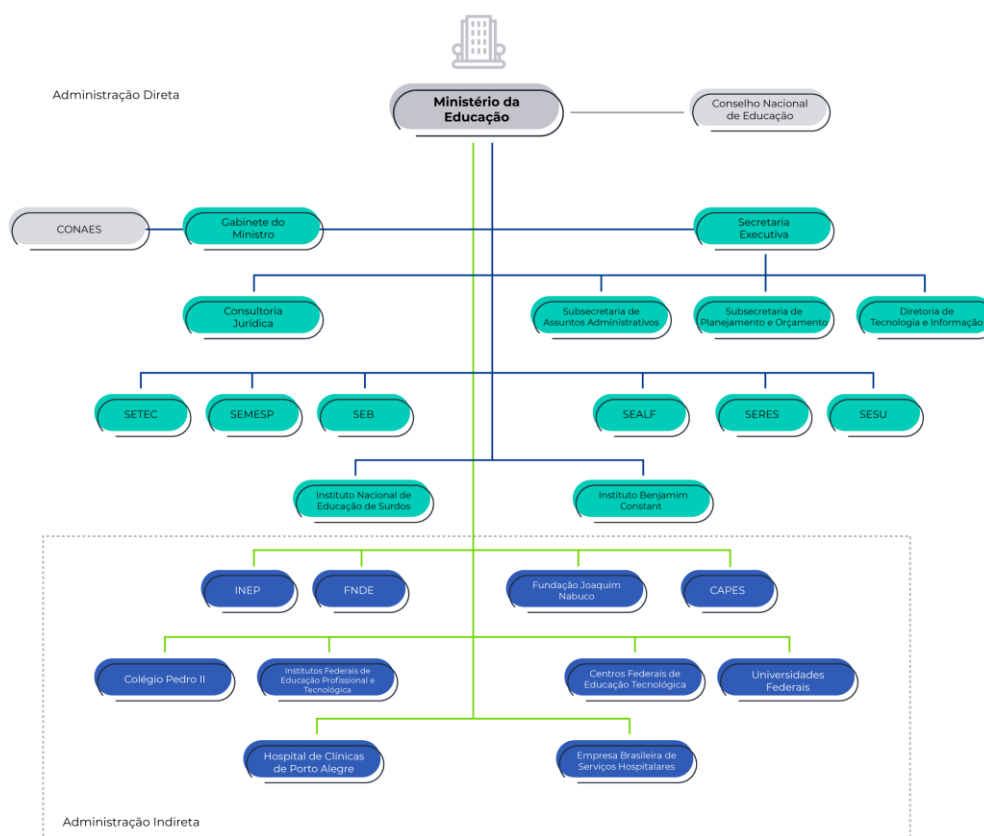 Administração Direta
Ministério da
Educação
Conselho Nacional
de Educação
CONAES
Gabinete do
Ministro
Secretaria
Executiva
Consultoria
Jurídica
Subsecretaria de
Assuntos Administrativos
Subsecretaria de
Planejamento e Orçamento
Diretoria de
Tecnologia e Informação
SETEC
SEMESP
SEB
SEALF
SERES
SESU
Instituto Nacional de
Educação de Surdos
Instituto Benjamim
Constant
INEP
FNDE
Fundação Joaquim
Nabuco
CAPES
Colégio Pedro II
Institutos Federais de
Educação Profissional e
Tecnológica
Centros Federais de
Educação Tecnológica
Universidades
Federais
Hospital de Clínicas
de Porto Alegre
Empresa Brasileira de
Serviços Hospitalares
Administração Indireta